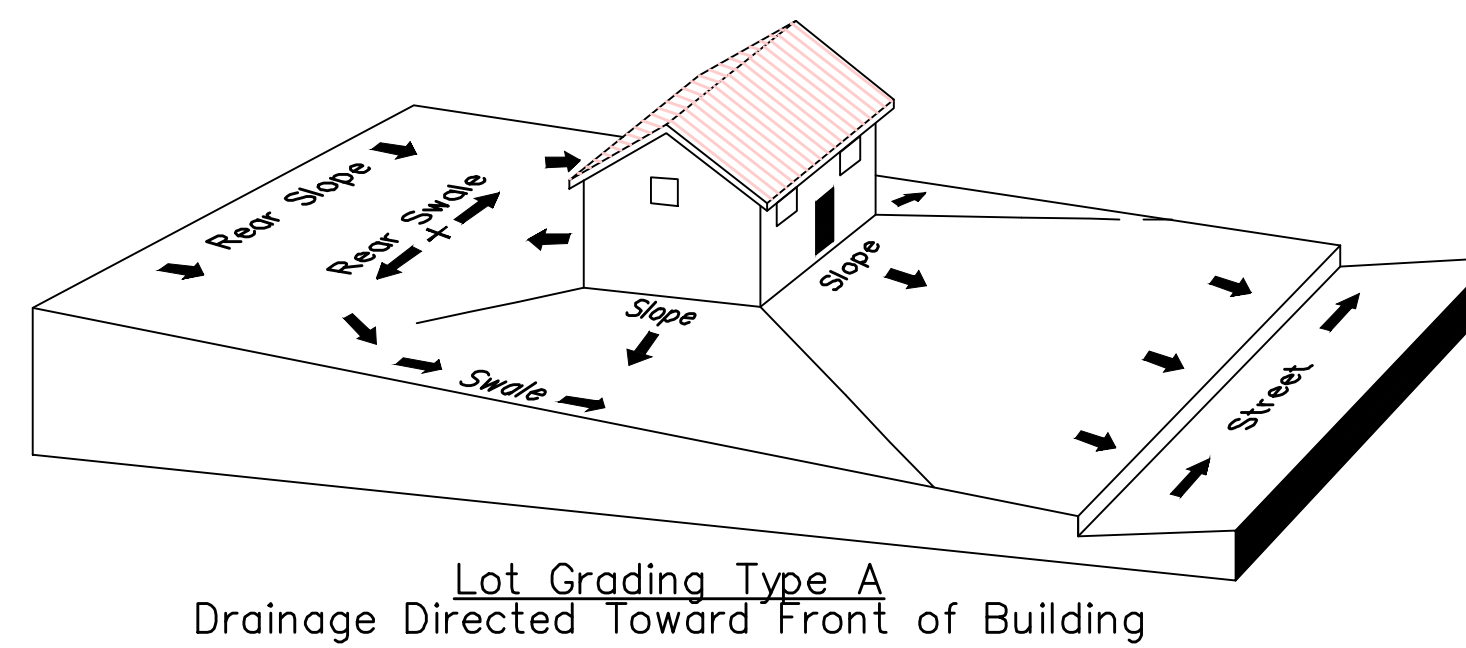 Rear Slope
Rear Swale
+
Slope
Slope
Swale
Street
Lot Grading Type A
Drainage Directed Toward Front of Building